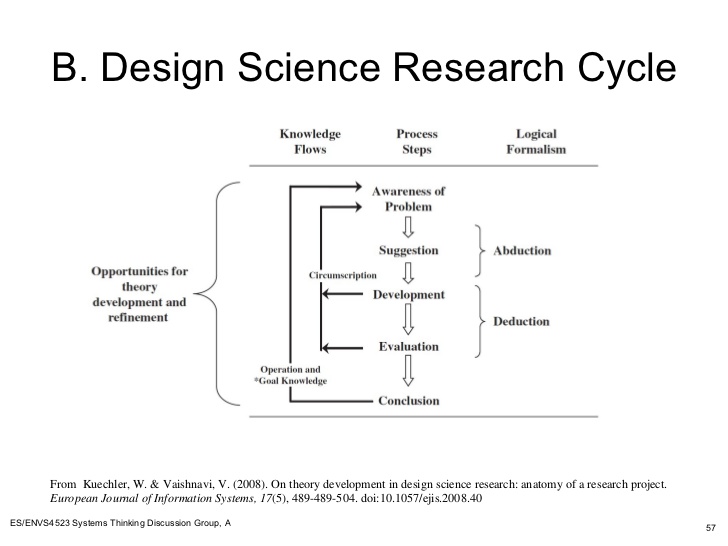 B. Design Science Research Cycle
Knowledge
Flows
Process
Steps
Logical
Formalism
Awareness of
Problem
Suggestion
Abduction
Opportunities for
theory
development and
refinement
Circumscription
Development
Deduction
Evaluation
Operation and
*Goal Knowledge
Conclusion
From Kuechler, W. & Vaishnavi, V. (2008). On theory development in design science research: anatomy of a research project.
European Journal of Information Systems, 17(5), 489-489-504. doi:10.1057/ejis.2008.40
ES/ENVS4523 Systems Thinking Discussion Group, A
57